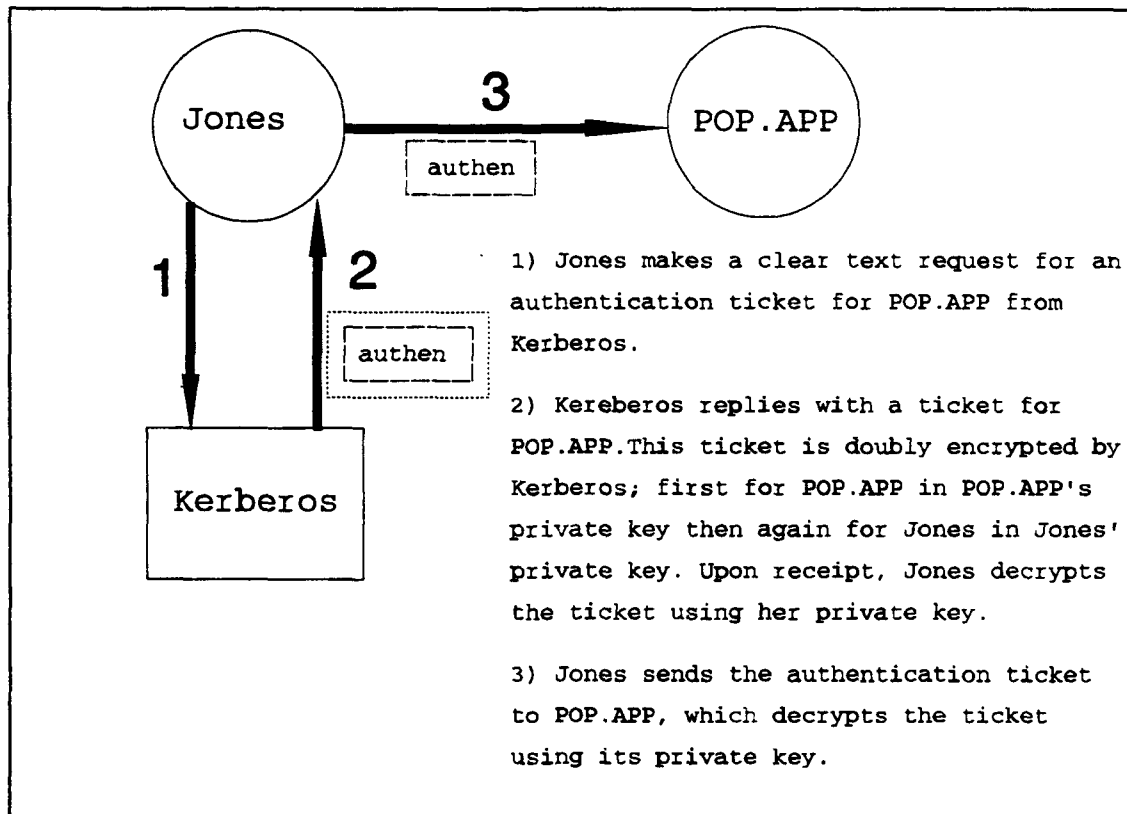 Jones
3
POP.APP
authen
1
2
authen
Kerberos
1) Jones makes a clear text request for an
authentication ticket for POP.APP from
Kerberos.
2) Kereberos replies with a ticket for
POP.APP.This ticket is doubly encrypted by
Kerberos; first for POP.APP in POP.APP's
private key then again for Jones in Jones'
private key. Upon receipt, Jones decrypts
the ticket using her private key.
3) Jones sends the authentication ticket
to POP.APP, which decrypts the ticket
using its private key.